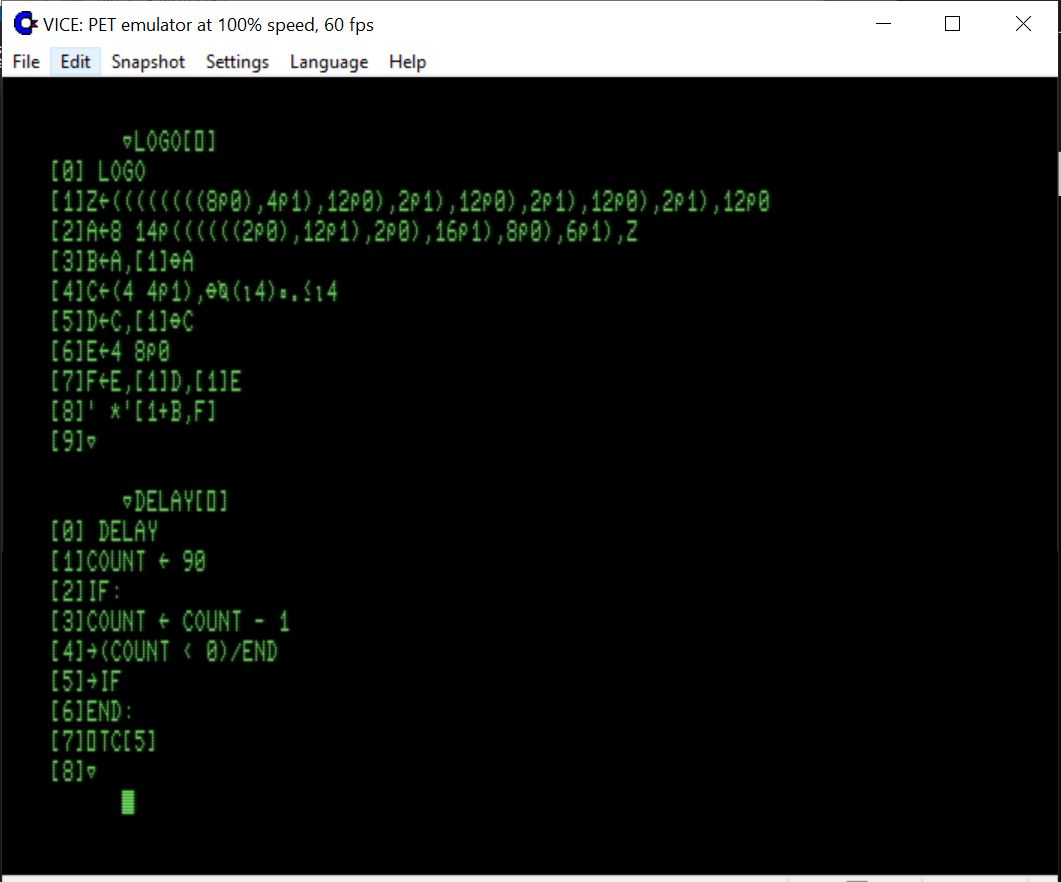 VICE: PET emulator at 100% speed, 60 fps
File Edit Snapshot Settings Language Help
∇LOGO[⎕]
[0] LOGO
[1]Z←((((((((8⍴0),4⍴1),12⍴0),2⍴1),12⍴0),2⍴1),12⍴0),2⍴1),12⍴0
[2]A←8 14⍴((((((2⍴0),12⍴1),2⍴0),16⍴1),8⍴0),6⍴1),Z
[3]B←A,[1]⊖A
[4]C←(4 4⍴1),⊖⍉(⍳4)∘.≤⍳4
[5]D←C,[1]⊖C
[6]E←4 8⍴0
[7]F←E,[1]D,[1]E
[8]' *'[1+B,F]
[9]∇
∇DELAY[⎕]
[0] DELAY
[1]COUNT ← 90
[2]IF:
[3]COUNT ← COUNT - 1
[4]→(COUNT < 0)/END
[5]→IF
[6]END:
[7]⎕TC[5]
[8]∇